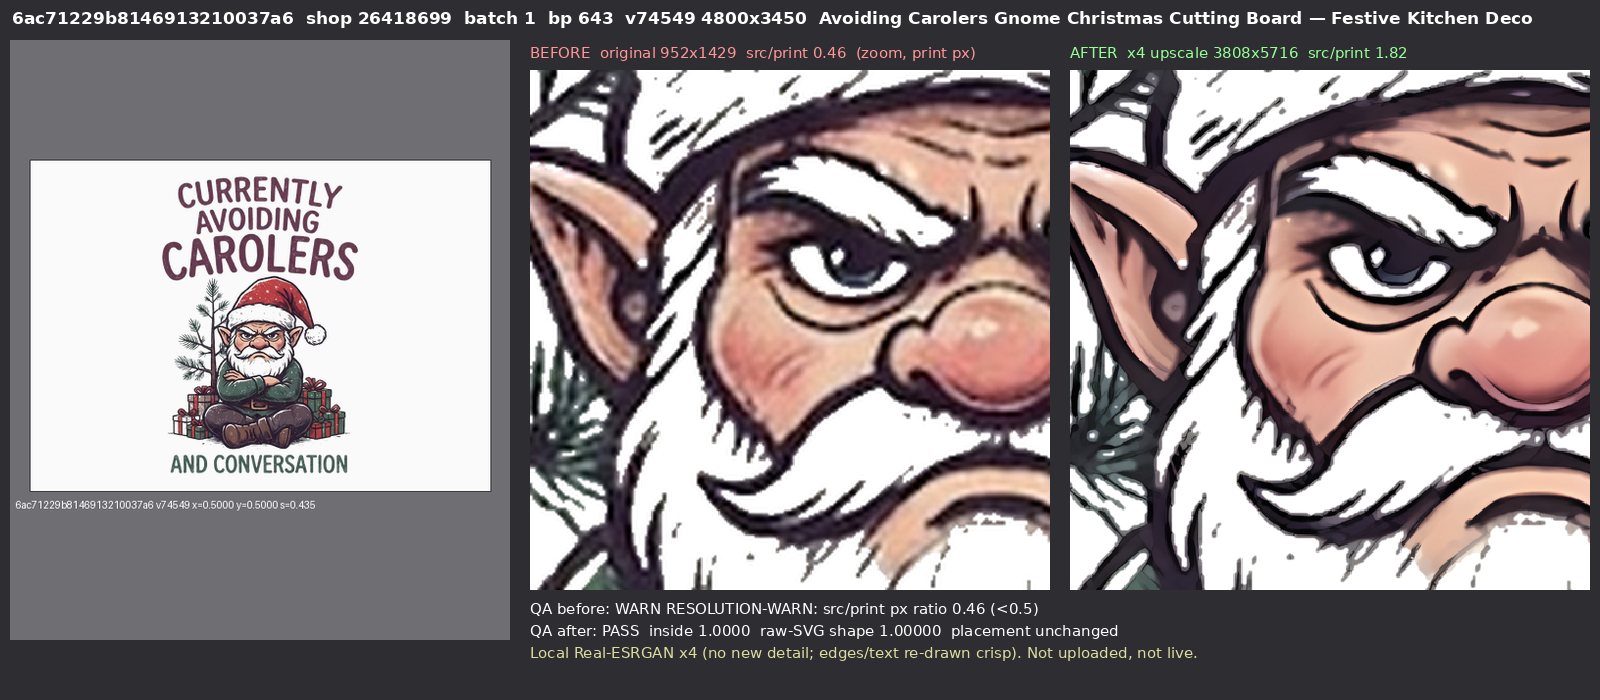 6ac71229b8146913210037a6 shop 26418699 batch 1 bp 643 v74549 4800x3450 Avoiding Carolers Gnome Christmas Cutting Board — Festive Kitchen Deco
BEFORE original 952x1429 src/print 0.46 (zoom, print px)
AFTER x4 upscale 3808x5716 src/print 1.82
CURRENTLY
AVOIDING
CAROLERS
AND CONVERSATION
6ac71229b8146913210037a6 v74549 x=0.5000 y=0.5000 s=0.435
QA before: WARN RESOLUTION-WARN: src/print px ratio 0.46 (<0.5)
QA after: PASS inside 1.0000 raw-SVG shape 1.00000 placement unchanged
Local Real-ESRGAN x4 (no new detail; edges/text re-drawn crisp). Not uploaded, not live.